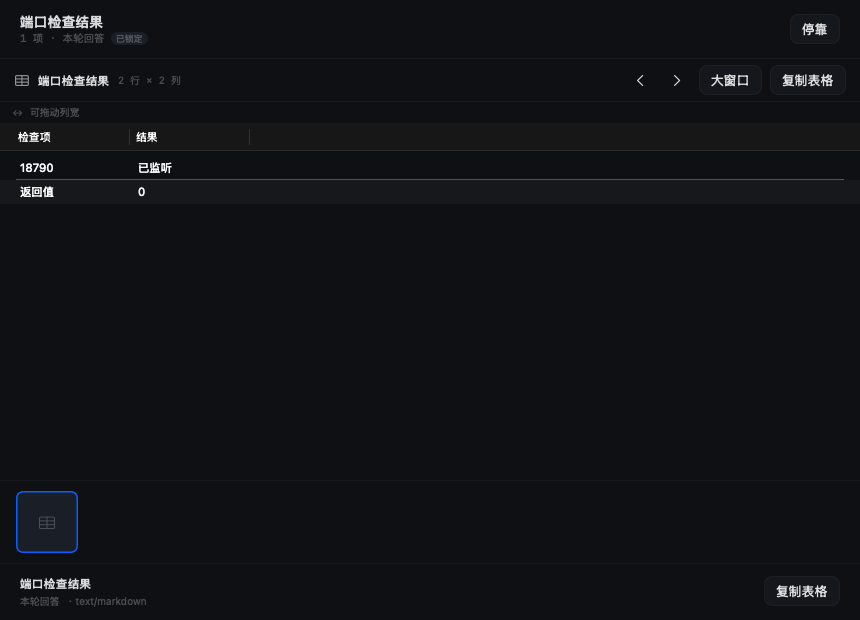 端口检查结果
1 项 · 本轮回答 已锁定
停靠
端口检查结果 2 行 × 2 列
大窗口
复制表格
可拖动列宽
检查项 结果
18790 已监听
返回值 0
端口检查结果
本轮回答 · text/markdown
复制表格